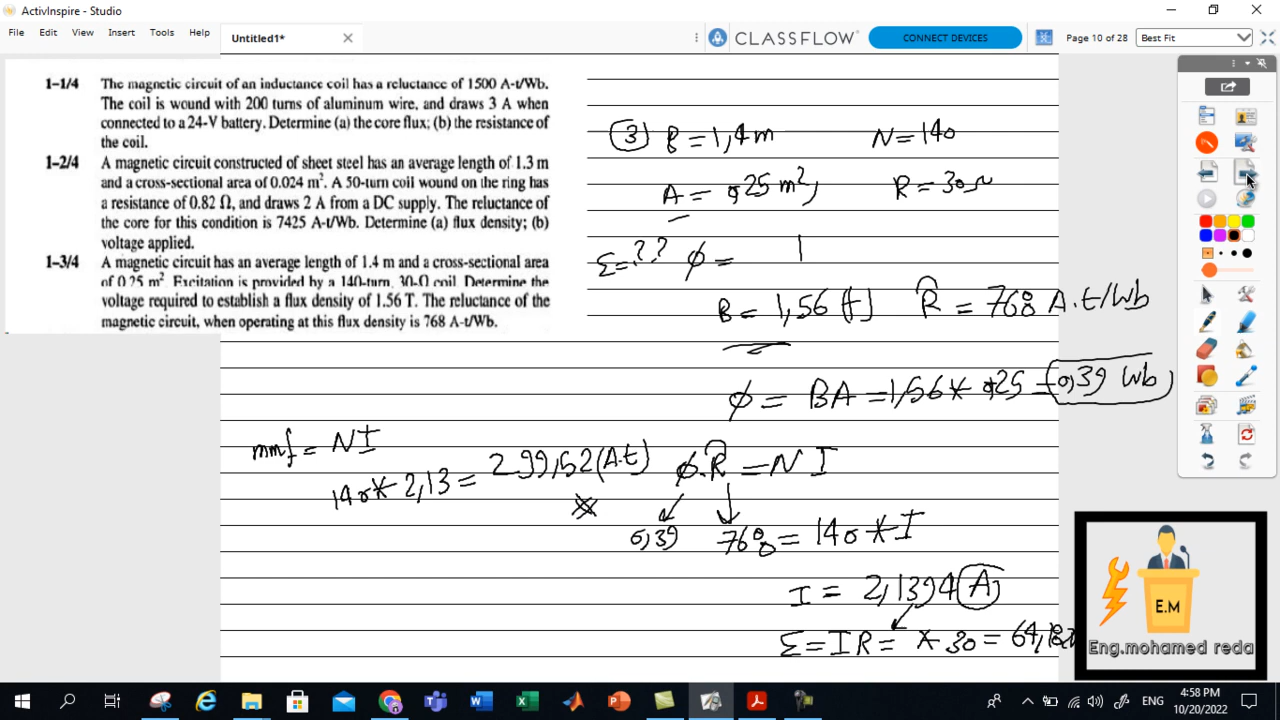 ActivInspire - Studio
File Edit View Insert Tools Help
Untitled1*
CLASSFLOW
CONNECT DEVICES
Page 10 of 28
Best Fit
1-1/4 The magnetic circuit of an inductance coil has a reluctance of 1500 A-t/Wb.
The coil is wound with 200 turns of aluminum wire, and draws 3 A when
connected to a 24-V battery. Determine (a) the core flux; (b) the resistance
of the coil.
1-2/4 A magnetic circuit constructed of sheet steel has an average length of 1.3 m
and a cross-sectional area of 0.024 m². A 50-turn coil wound on the ring has
a resistance of 0.82 Ω, and draws 2 A from a DC supply. The reluctance of
the core for this condition is 7425 A-t/Wb. Determine (a) flux density; (b)
voltage applied.
1-3/4 A magnetic circuit has an average length of 1.4 m and a cross-sectional area
of 0.25 m². Excitation is provided by a 140-turn, 30-Ω coil. Determine the
voltage required to establish a flux density of 1.56 T. The reluctance of the
magnetic circuit, when operating at this flux density is 768 A-t/Wb.
3 B = 1,4 m N = 140
A = 0,25 m² R = 30 Ω
Ɛ = ?? φ =
B = 1,56 (t) R = 768 A.t/Wb
φ = BA = 1,56 * 0,25 = 0,39 Wb
mmf = NI
140 * 2,13 = 299,52 (A.t)
φ.R = N I
0,39 768 = 140 * I
I = 2,1394 A
Ɛ = IR = * 30 = 64,182
E.M
Eng.mohamed reda
ENG
4:58 PM
10/20/2022